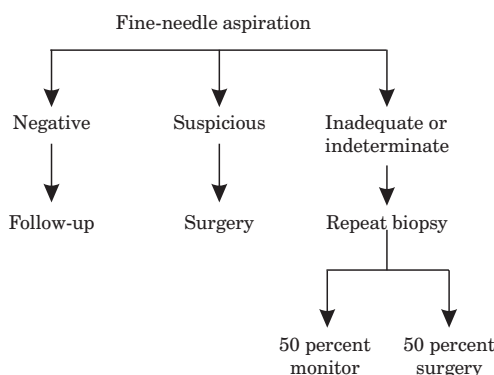 Fine-needle aspiration
Negative
Suspicious
Inadequate or
indeterminate
Follow-up
Surgery
Repeat biopsy
50 percent
monitor
50 percent
surgery